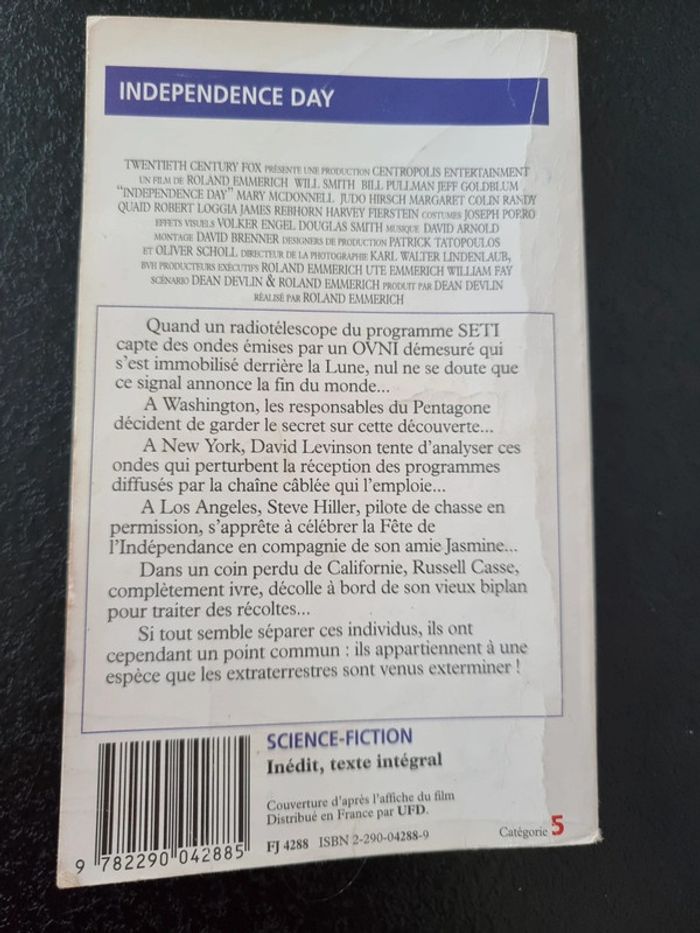 INDEPENDENCE DAY
TWENTIETH CENTURY FOX PRÉSENTE UNE PRODUCTION CENTROPOLIS ENTERTAINMENT
UN FILM DE ROLAND EMMERICH WILL SMITH BILL PULLMAN JEFF GOLDBLUM
"INDEPENDENCE DAY" MARY MCDONNELL JUDO HIRSCH MARGARET COLIN RANDY
QUAID ROBERT LOGGIA JAMES REBHORN HARVEY FIERSTEIN COSTUMES JOSEPH PORRO
EFFETS VISUELS VOLKER ENGEL DOUGLAS SMITH MUSIQUE DAVID ARNOLD
MONTAGE DAVID BRENNER DESIGNERS DE PRODUCTION PATRICK TATOPOULOS
ET OLIVER SCHOLL DIRECTEUR DE LA PHOTOGRAPHIE KARL WALTER LINDENLAUB,
BVH PRODUCTEURS EXÉCUTIFS ROLAND EMMERICH UTE EMMERICH WILLIAM FAY
SCÉNARIO DEAN DEVLIN & ROLAND EMMERICH PRODUIT PAR DEAN DEVLIN
RÉALISÉ PAR ROLAND EMMERICH
Quand un radiotélescope du programme SETI
capte des ondes émises par un OVNI démesuré qui
s'est immobilisé derrière la Lune, nul ne se doute que
ce signal annonce la fin du monde...
A Washington, les responsables du Pentagone
décident de garder le secret sur cette découverte...
A New York, David Levinson tente d'analyser ces
ondes qui perturbent la réception des programmes
diffusés par la chaîne câblée qui l'emploie...
A Los Angeles, Steve Hiller, pilote de chasse en
permission, s'apprête à célébrer la Fête de
l'Indépendance en compagnie de son amie Jasmine...
Dans un coin perdu de Californie, Russell Casse,
complètement ivre, décolle à bord de son vieux biplan
pour traiter des récoltes...
Si tout semble séparer ces individus, ils ont
cependant un point commun : ils appartiennent à une
espèce que les extraterrestres sont venus exterminer !
SCIENCE-FICTION
Inédit, texte intégral
Couverture d'après l'affiche du film
Distribué en France par UFD.
FJ 4288 ISBN 2-290-04288-9
Catégorie 5
9 782290 042885